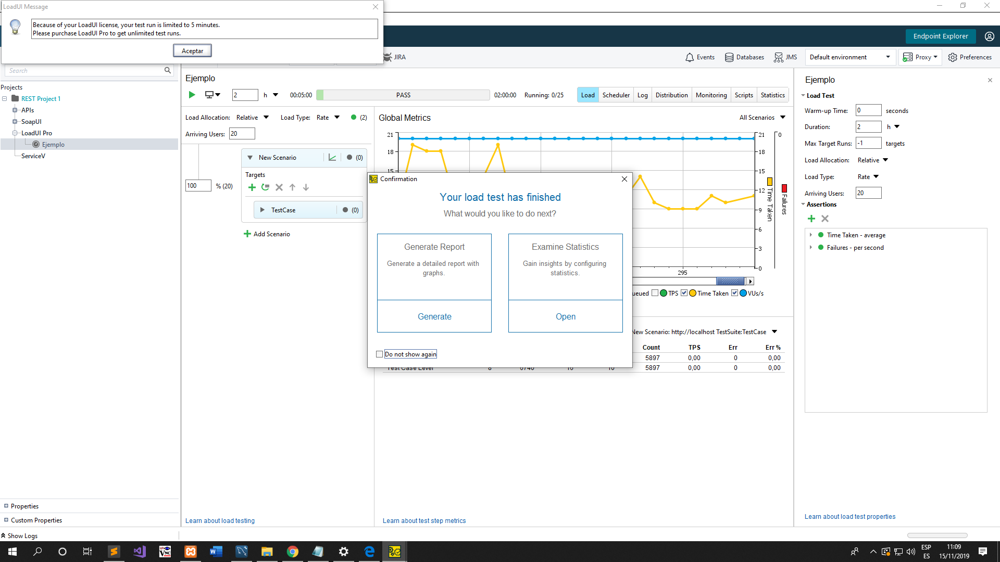 LoadUI Message
Because of your LoadUI license, your test run is limited to 5 minutes.
Please purchase LoadUI Pro to get unlimited test runs.
Aceptar
Endpoint Explorer
JIRA
Events
Databases
JMS
Default environment
Proxy
Preferences
Search
Projects
REST Project 1
APIs
SoapUI
LoadUI Pro
Ejemplo
ServiceV
Properties
Custom Properties
Show Logs
Ejemplo
2 h 00:05:00 PASS 02:00:00 Running: 0/25
Load Scheduler Log Distribution Monitoring Scripts Statistics
Load Allocation: Relative Load Type: Rate (2)
Arriving Users: 20
New Scenario (0)
Targets
100 % (20)
TestCase (0)
Add Scenario
Learn about load testing
Global Metrics
All Scenarios
21
18
15
21
18
15
12
9
6
3
0
0
Time Taken
Failures
295
ueued TPS Time Taken VUs/s
New Scenario: http://localhost TestSuite:TestCase
Count TPS Err Err %
5897 0,00 0 0,00
Test Case Level 8 6740 16 10 5897 0,00 0 0,00
Learn about test step metrics
Confirmation
Your load test has finished
What would you like to do next?
Generate Report
Generate a detailed report with
graphs.
Generate
Examine Statistics
Gain insights by configuring
statistics.
Open
Do not show again
Ejemplo
Load Test
Warm-up Time: 0 seconds
Duration: 2 h
Max Target Runs: -1 targets
Load Allocation: Relative
Load Type: Rate
Arriving Users: 20
Assertions
Time Taken - average
Failures - per second
Learn about load test properties
ESP
ES
11:09
15/11/2019